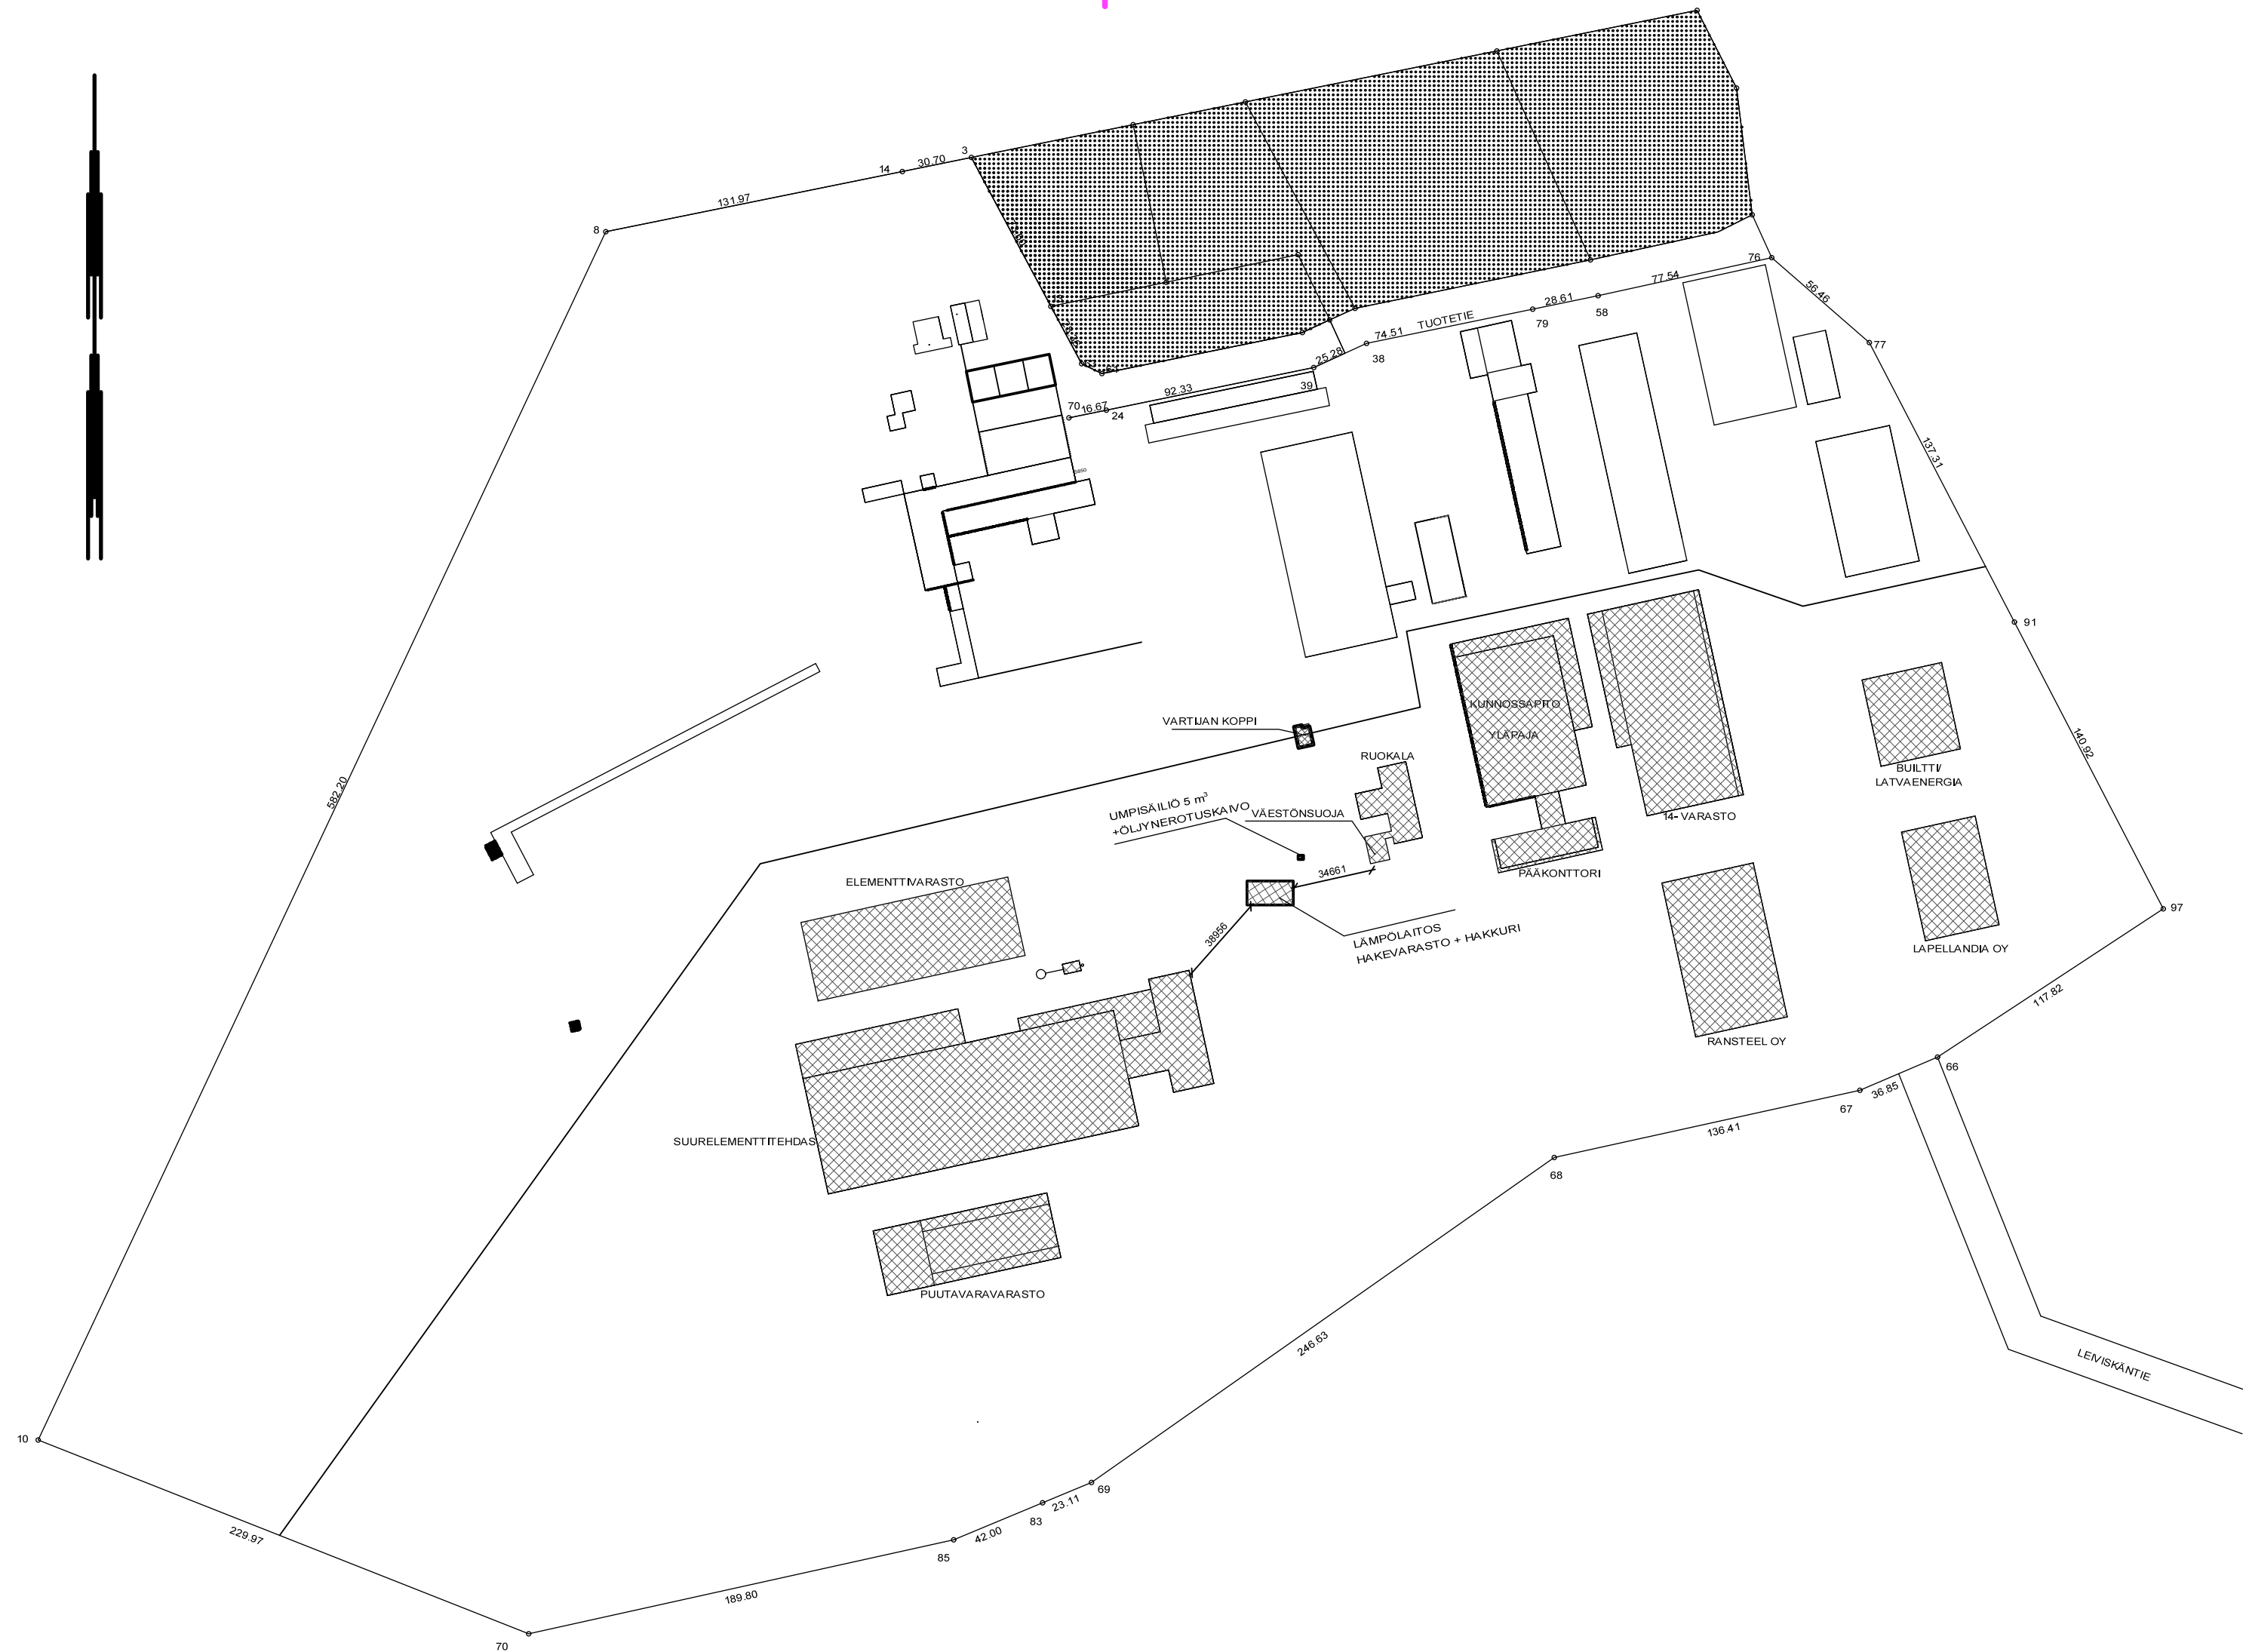 3
14
30.70
131.97
8
76
77.54
56.46
28.61
58
79
TUOTETIE
74.51
38
77
25.28
39
92.33
70
16.67
24
137.31
91
KUNNOSSAPITO
VARTIJAN KOPPI
YLÄPAJA
140.92
RUOKALA
582.20
BUILTTI/
LATVAENERGIA
UMPISÄILIÖ 5 m³
+ÖLJYNEROTUSKAIVO
VÄESTÖNSUOJA
14- VARASTO
34661
PÄÄKONTTORI
ELEMENTTIVARASTO
97
38956
LÄMPÖLAITOS
HAKEVARASTO + HAKKURI
LAPELLANDIA OY
117.82
RANSTEEL OY
66
36.85
67
136.41
SUURELEMENTTITEHDAS
68
PUUTAVARAVARASTO
246.63
LEIVISKÄNTIE
10
69
23.11
83
42.00
85
229.97
189.80
70